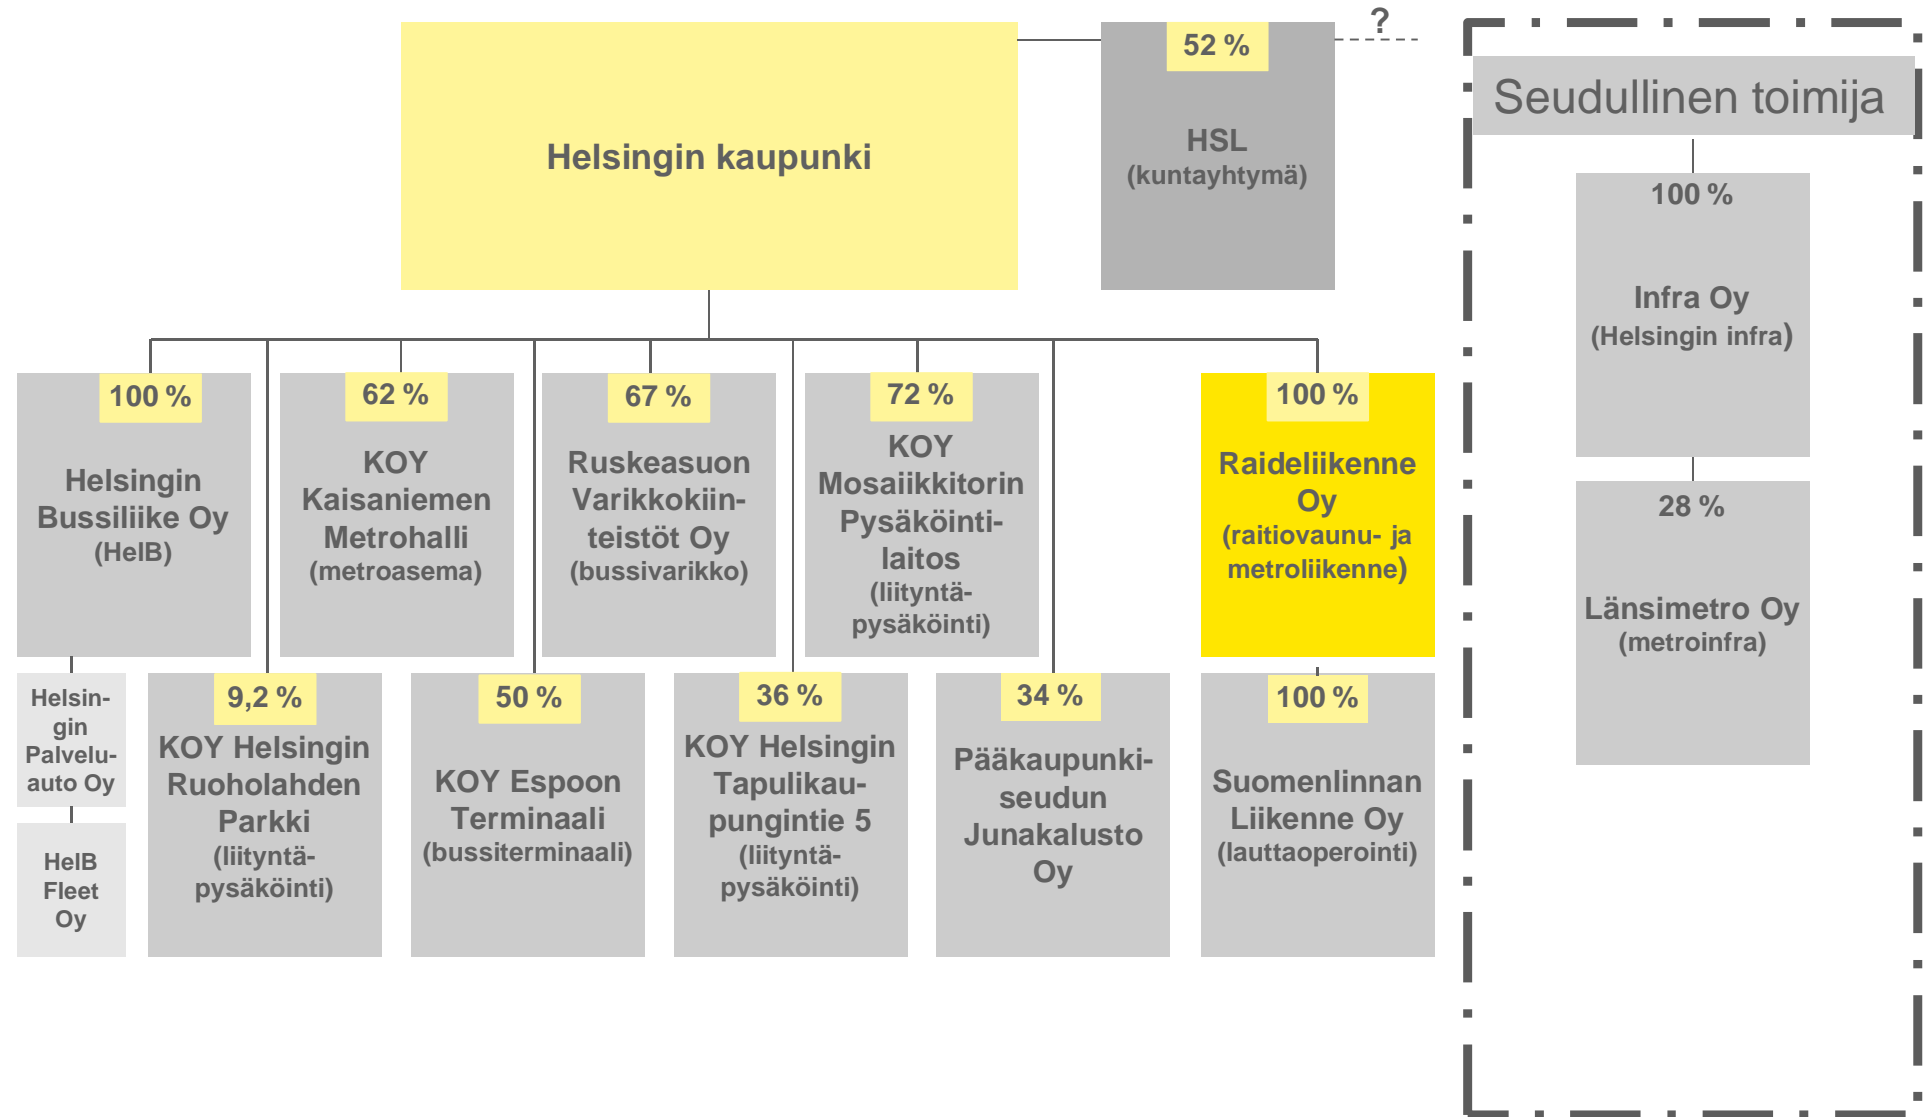 ?
52 %
Helsingin kaupunki
HSL
(kuntayhtymä)
Seudullinen toimija
100 %
Infra Oy
(Helsingin infra)
28 %
Länsimetro Oy
(metroinfra)
100 %
Helsingin
Bussiliike Oy
(HelB)
62 %
KOY
Kaisaniemen
Metrohalli
(metroasema)
67 %
Ruskeasuon
Varikkokiin-
teistöt Oy
(bussivarikko)
72 %
KOY
Mosaiikkitorin
Pysäköinti-
laitos
(liityntä-
pysäköinti)
100 %
Raideliikenne
Oy
(raitiovaunu- ja
metroliikenne)
Helsin-
gin
Palvelu-
auto Oy
HelB
Fleet
Oy
9,2 %
KOY Helsingin
Ruoholahden
Parkki
(liityntä-
pysäköinti)
50 %
KOY Espoon
Terminaali
(bussiterminaali)
36 %
KOY Helsingin
Tapulikau-
pungintie 5
(liityntä-
pysäköinti)
34 %
Pääkaupunki-
seudun
Junakalusto
Oy
100 %
Suomenlinnan
Liikenne Oy
(lauttaoperointi)